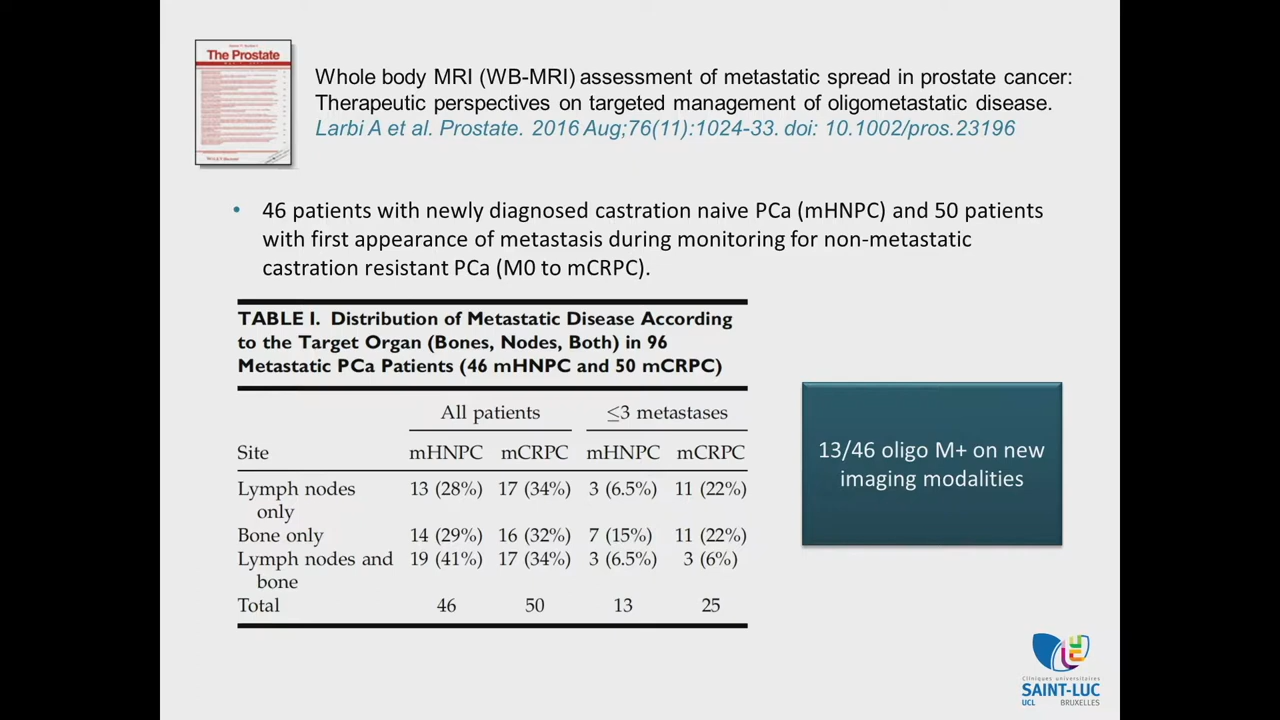 The Prostate
Whole body MRI (WB-MRI) assessment of metastatic spread in prostate cancer:
Therapeutic perspectives on targeted management of oligometastatic disease.
Larbi A et al. Prostate. 2016 Aug;76(11):1024-33. doi: 10.1002/pros.23196
• 46 patients with newly diagnosed castration naive PCa (mHNPC) and 50 patients
with first appearance of metastasis during monitoring for non-metastatic
castration resistant PCa (M0 to mCRPC).
TABLE I. Distribution of Metastatic Disease According
to the Target Organ (Bones, Nodes, Both) in 96
Metastatic PCa Patients (46 mHNPC and 50 mCRPC)
All patients ≤3 metastases
Site mHNPC mCRPC mHNPC mCRPC
Lymph nodes 13 (28%) 17 (34%) 3 (6.5%) 11 (22%)
only
Bone only 14 (29%) 16 (32%) 7 (15%) 11 (22%)
Lymph nodes and 19 (41%) 17 (34%) 3 (6.5%) 3 (6%)
bone
Total 46 50 13 25
13/46 oligo M+ on new
imaging modalities
Cliniques universitaires
SAINT-LUC
UCL BRUXELLES